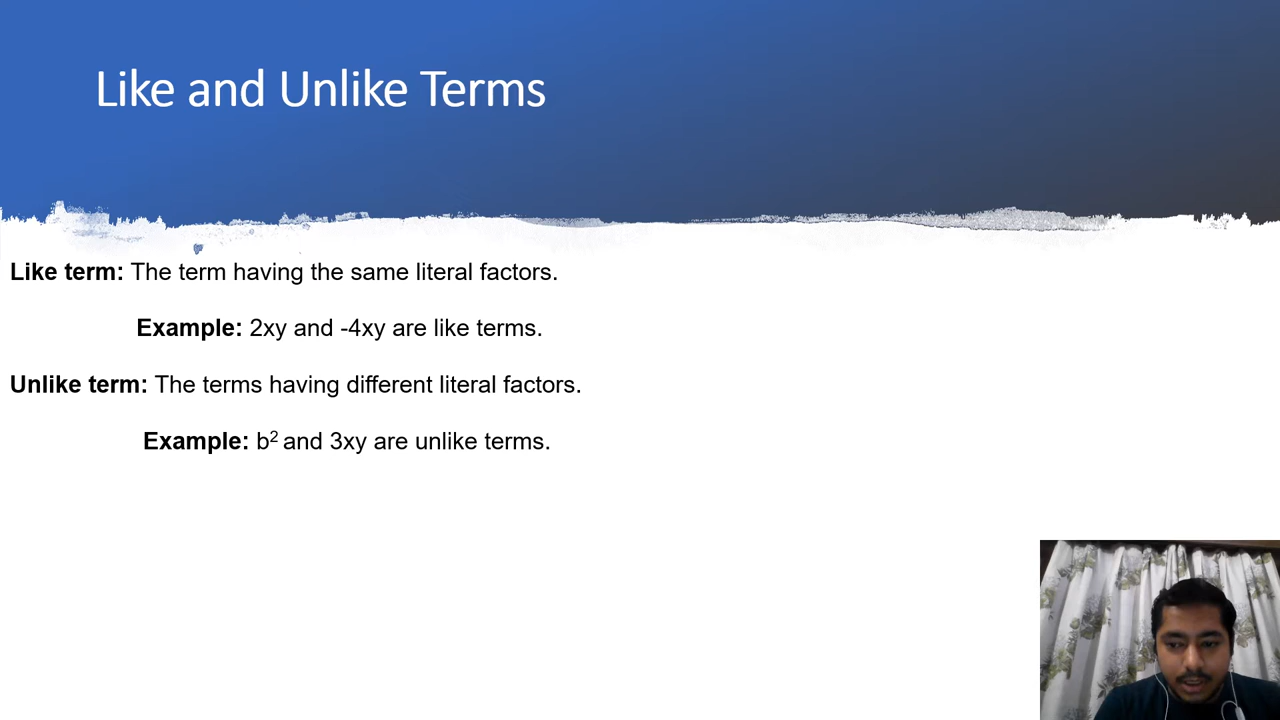 Like and Unlike Terms
Like term: The term having the same literal factors.
Example: 2xy and -4xy are like terms.
Unlike term: The terms having different literal factors.
Example: b² and 3xy are unlike terms.